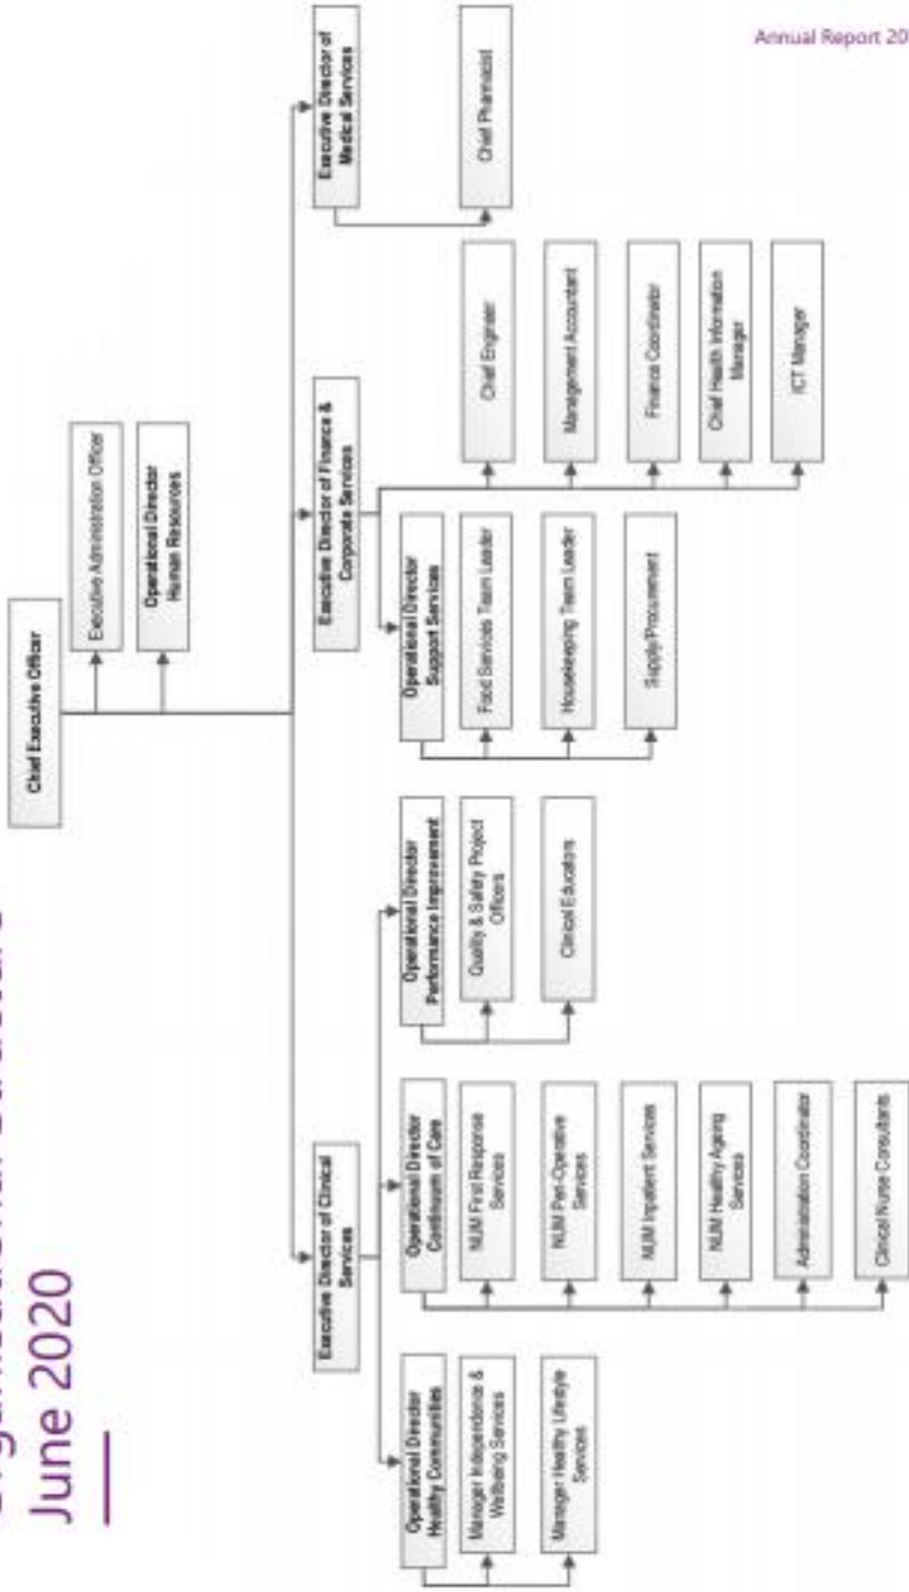 Annual Report 20
June 2020
Chief Executive Officer
Executive Administration Officer
Operational Director
Human Resources
Executive Director of Clinical
Services
Executive Director of Finance &
Corporate Services
Executive Director of
Medical Services
Operational Director
Healthy Communities
Manager Independence &
Wellbeing Services
Manager Healthy Lifestyle
Services
Operational Director
Continuum of Care
NUM First Response
Services
NUM Peri-Operative
Services
NUM Inpatient Services
NUM Healthy Ageing
Services
Administration Coordinator
Clinical Nurse Consultants
Operational Director
Performance Improvement
Quality & Safety Project
Officers
Clinical Educators
Operational Director
Support Services
Food Services Team Leader
Housekeeping Team Leader
Supply/Procurement
Chief Engineer
Management Accountant
Finance Coordinator
Chief Health Information
Manager
ICT Manager
Chief Pharmacist